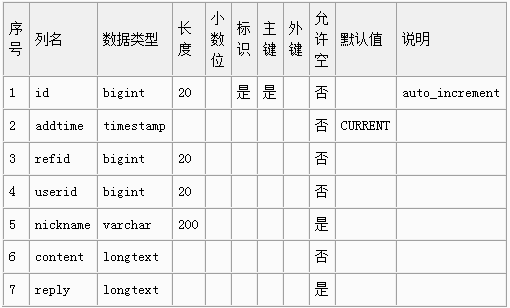 序号 列名 数据类型 长度 小数位 标识 主键 外键 允许空 默认值 说明
1 id bigint 20 是 是 否 auto_increment
2 addtime timestamp 否 CURRENT
3 refid bigint 20 否
4 userid bigint 20 否
5 nickname varchar 200 是
6 content longtext 否
7 reply longtext 是